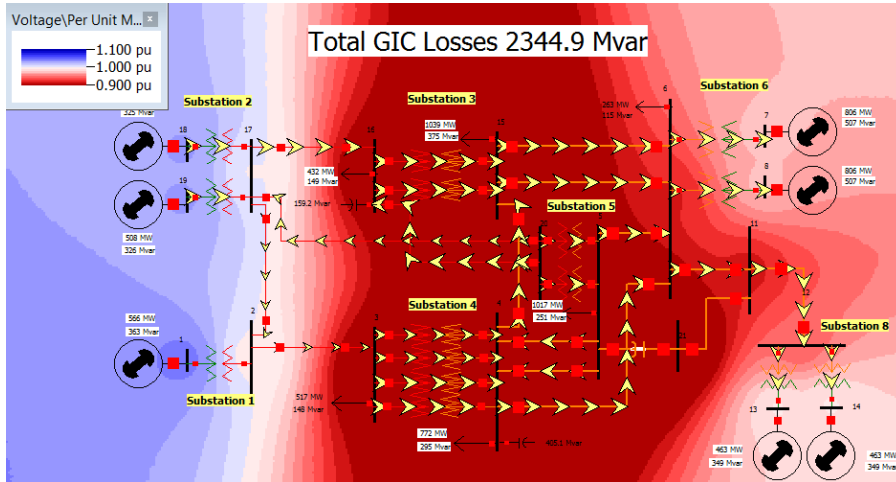 Voltage\Per Unit M... x
1.100 pu
1.000 pu
0.900 pu
Total GIC Losses 2344.9 Mvar
Substation 2
Substation 3
Substation 6
325 Mvar
18
17
16
1039 MW
375 Mvar
15
263 MW
115 Mvar
6
7
806 MW
507 Mvar
432 MW
149 Mvar
19
159.2 Mvar
8
806 MW
507 Mvar
Substation 5
20
508 MW
326 Mvar
11
12
1017 MW
251 Mvar
Substation 4
566 MW
363 Mvar
1
2
3
4
21
Substation 8
Substation 1
517 MW
148 Mvar
13
14
772 MW
295 Mvar
405.1 Mvar
463 MW
349 Mvar
463 MW
349 Mvar